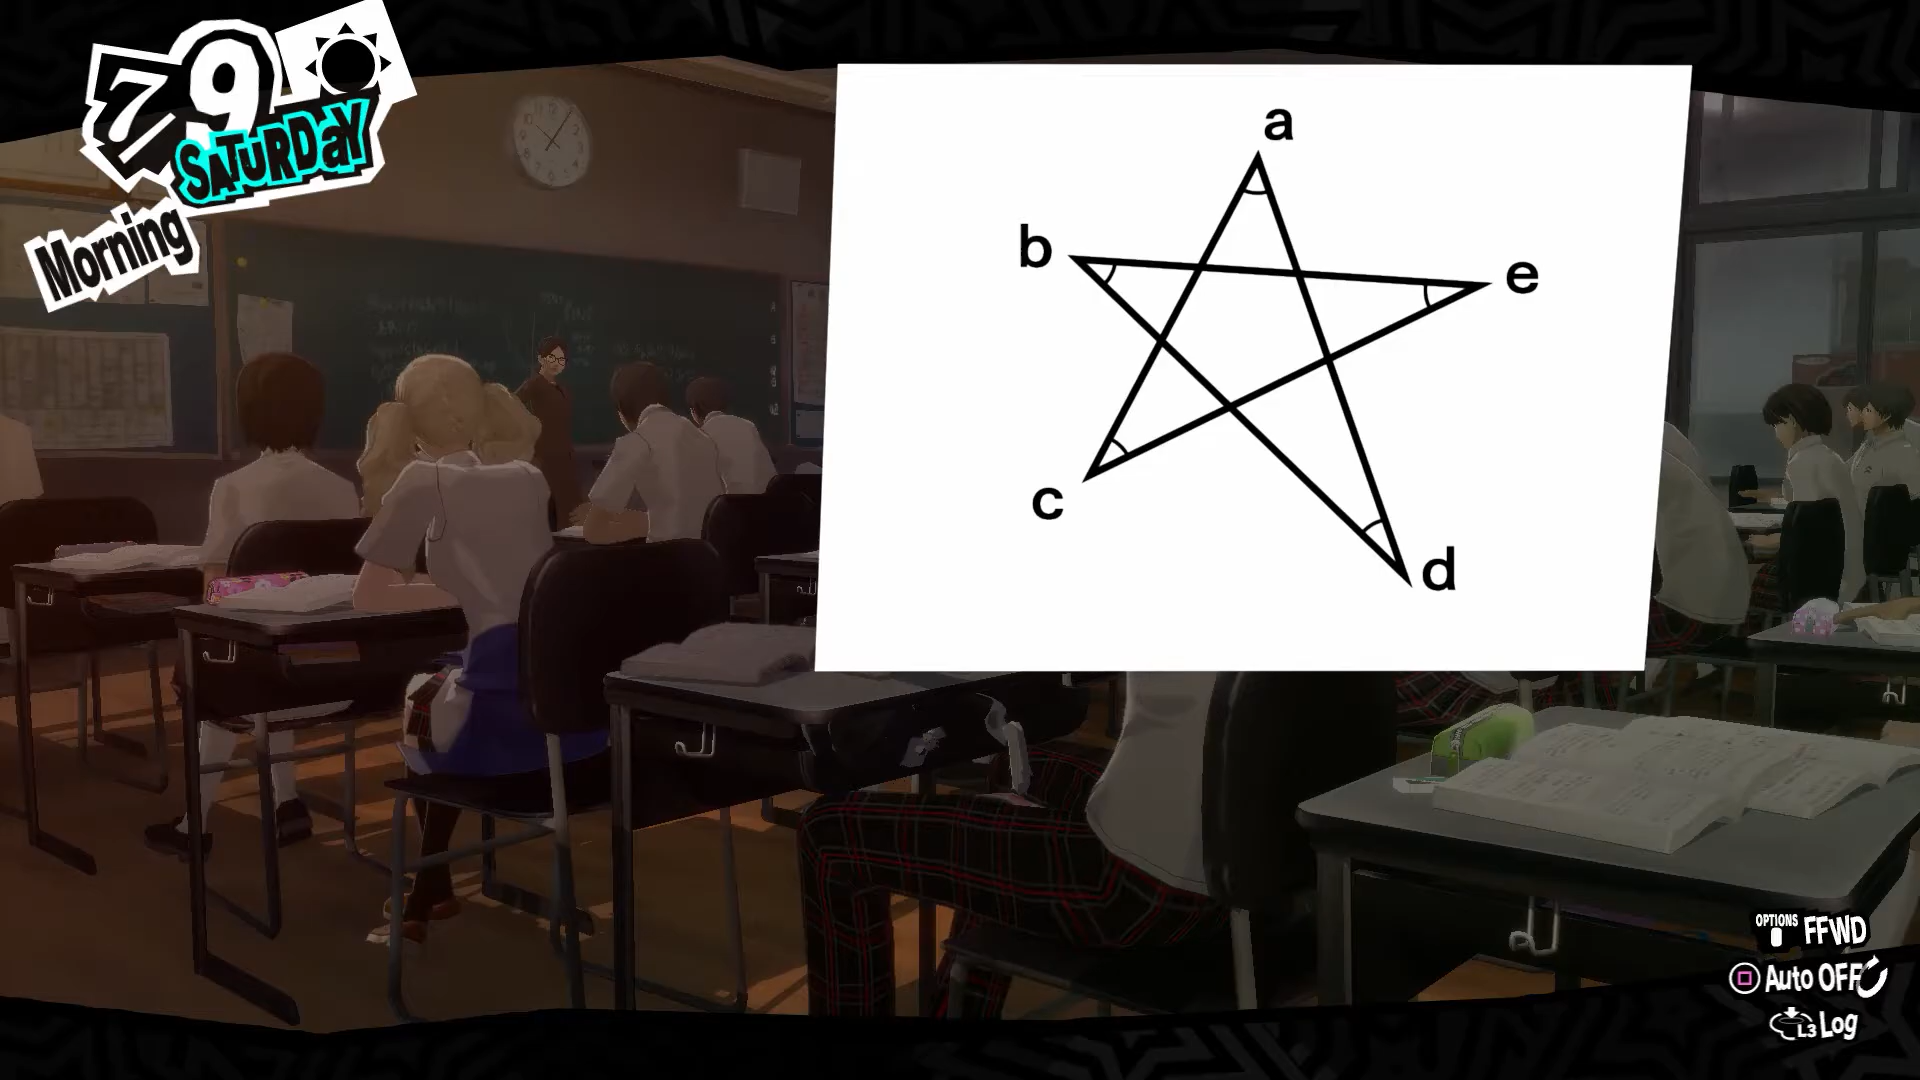 7 9
SATURDaY
Morning
a
b
e
c
d
OPTIONS FFWD
Auto OFF
L3 Log